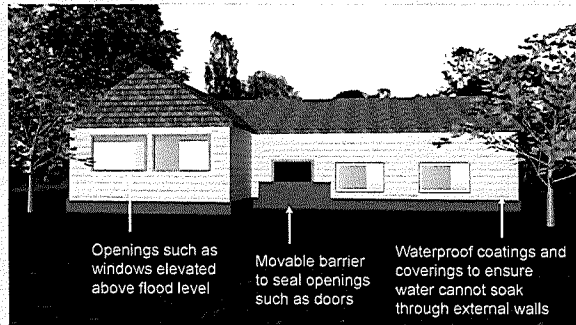 Openings such as
windows elevated
above flood level
Movable barrier
to seal openings
such as doors
Waterproof coatings and
coverings to ensure
water cannot soak
through external walls